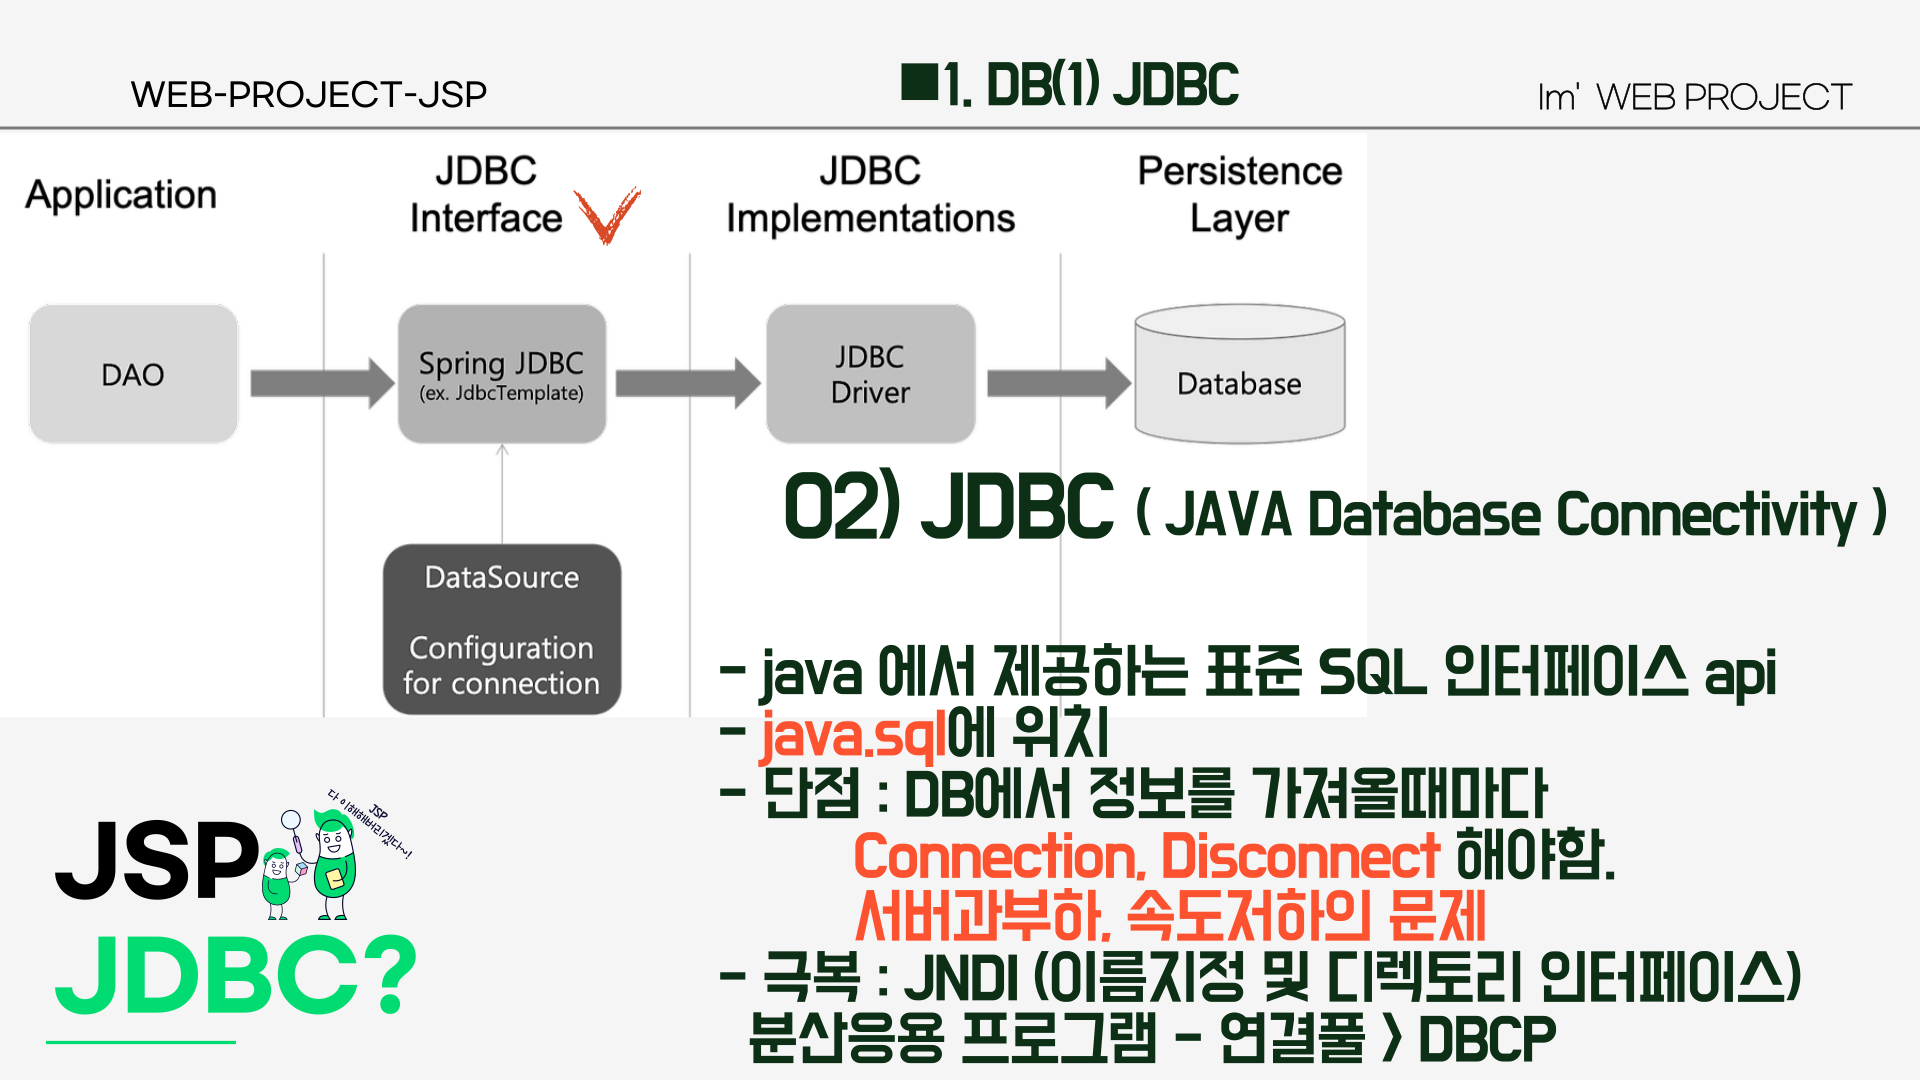 WEB-PROJECT-JSP
■1. DB(1) JDBC
Im' WEB PROJECT
Application
JDBC
Interface
JDBC
Implementations
Persistence
Layer
DAO
Spring JDBC
(ex. JdbcTemplate)
JDBC
Driver
Database
DataSource
Configuration
for connection
02) JDBC ( JAVA Database Connectivity )
- java 에서 제공하는 표준 SQL 인터페이스 api
- java.sql에 위치
- 단점 : DB에서 정보를 가져올때마다
Connection, Disconnect 해야함.
서버과부하, 속도저하의 문제
- 극복 : JNDI (이름지정 및 디렉토리 인터페이스)
분산응용 프로그램 - 연결풀 > DBCP
JSP
다 이해해버리겠다~!
JSP
JDBC?